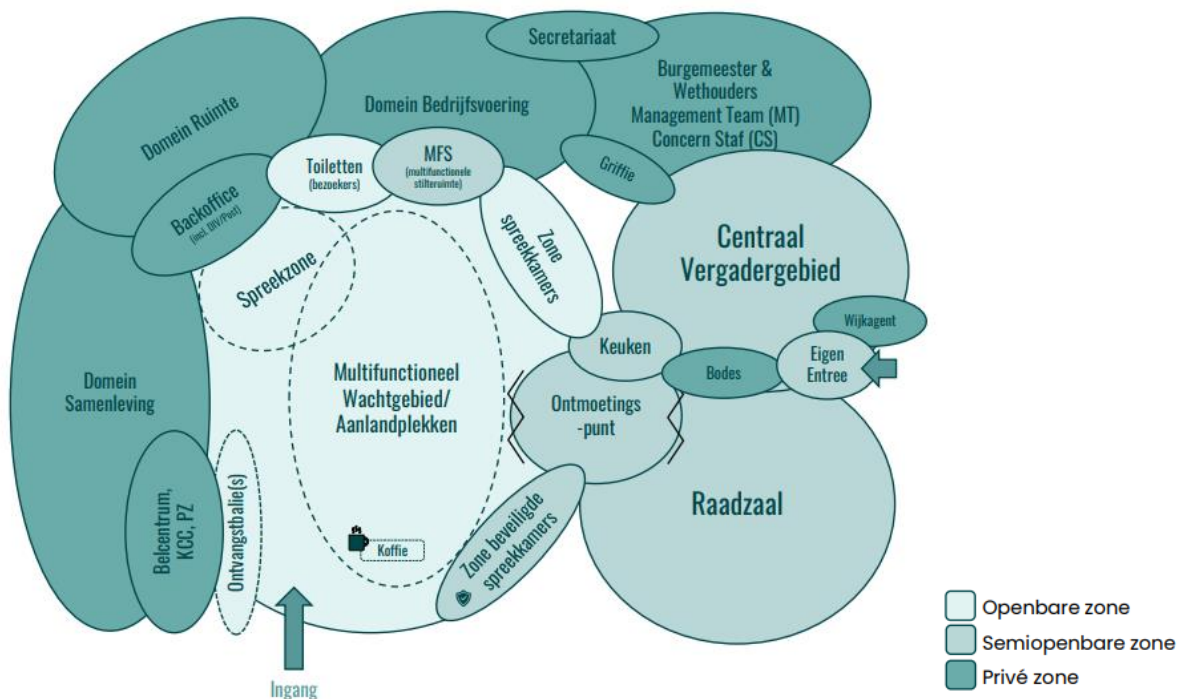 Secretariaat
Burgemeester &
Wethouders
Management Team (MT)
Concern Staf (CS)
Domein Bedrijfsvoering
Domein Ruimte
Toiletten
(bezoekers)
MFS
(multifunctionele
stilteruimte)
Griffie
Backoffice
(incl. DIV/Post)
Spreekzone
Zone
spreekkamers
Centraal
Vergadergebied
Wijkagent
Keuken
Eigen
Entree
Bodes
Domein
Samenleving
Multifunctioneel
Wachtgebied/
Aanlandplekken
Ontmoetings
-punt
Raadzaal
Belcentrum,
KCC, PZ
Ontvangstbalie(s)
Koffie
Zone beveiligde
spreekkamers
Ingang
Openbare zone
Semiopenbare zone
Privé zone